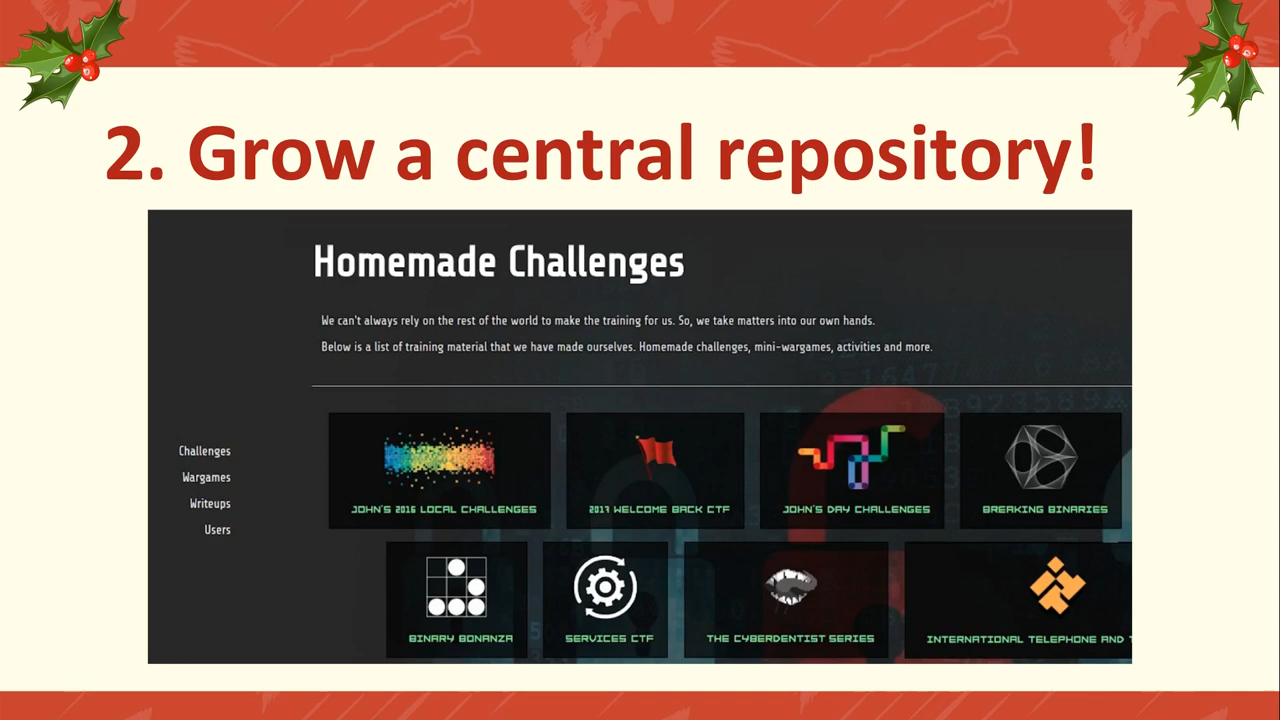 2. Grow a central repository!
Homemade Challenges
We can't always rely on the rest of the world to make the training for us. So, we take matters into our own hands.
Below is a list of training material that we have made ourselves. Homemade challenges, mini-wargames, activities and more.
Challenges
Wargames
Writeups
Users
JOHN'S 2016 LOCAL CHALLENGES
2017 WELCOME BACK CTF
JOHN'S DAY CHALLENGES
BREAKING BINARIES
BINARY BONANZA
SERVICES CTF
THE CYBERDENTIST SERIES
INTERNATIONAL TELEPHONE AND